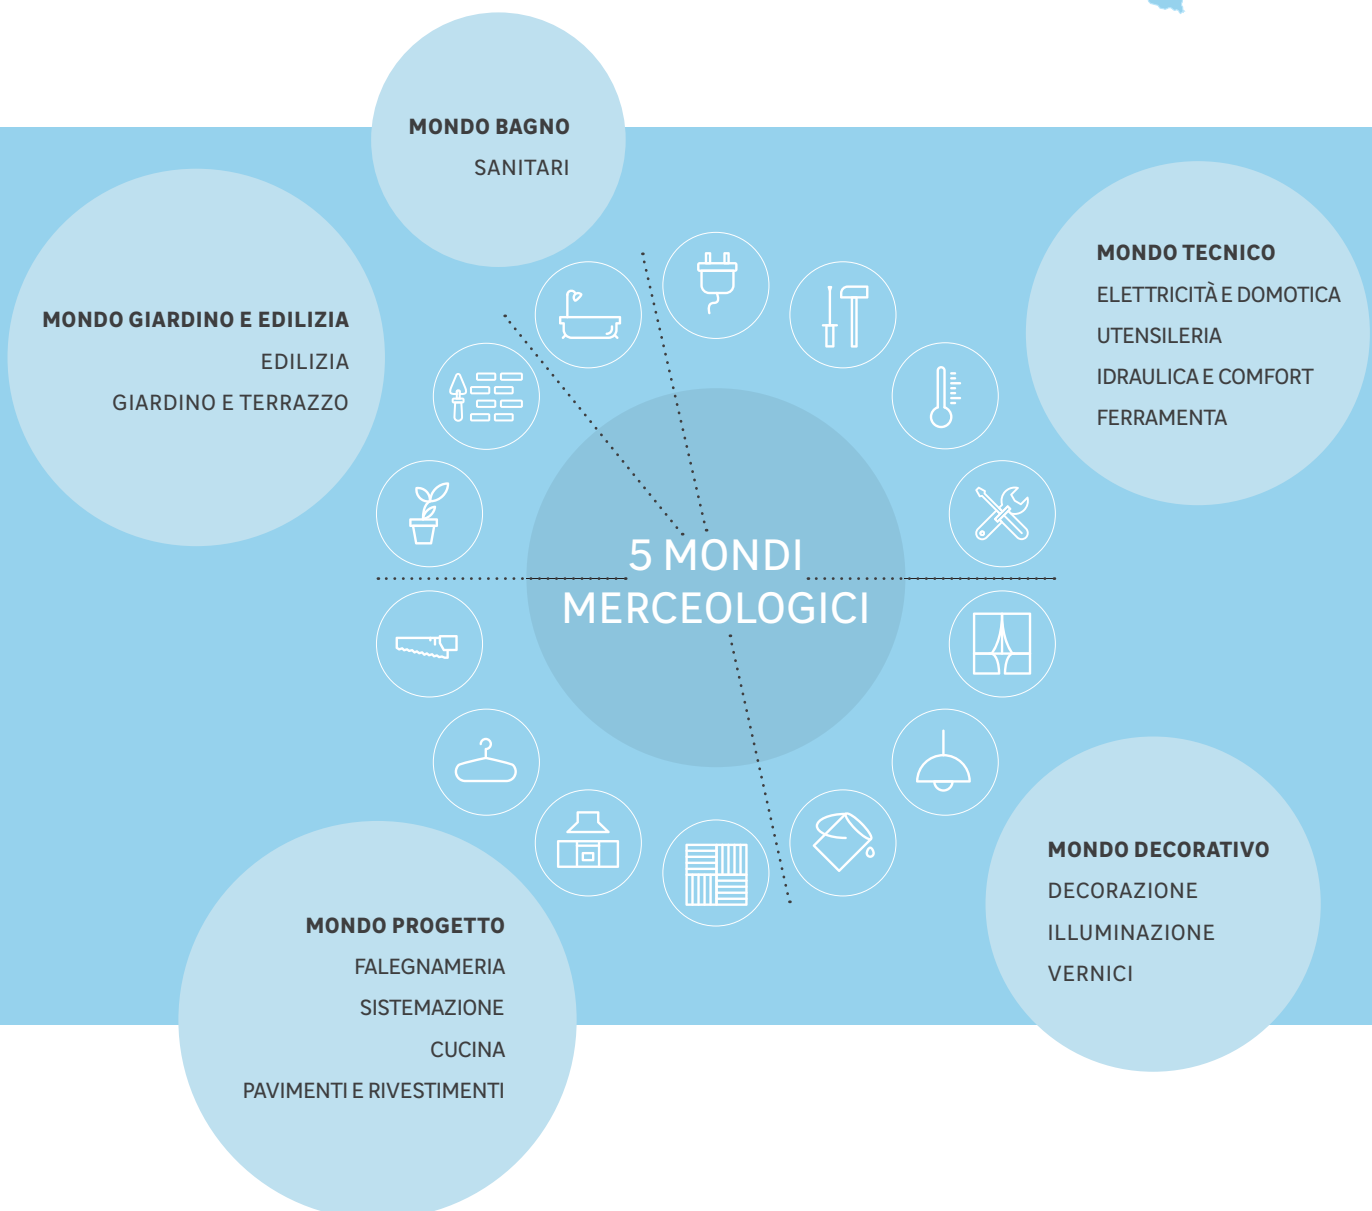 MONDO BAGNO
SANITARI
MONDO GIARDINO E EDILIZIA
EDILIZIA
GIARDINO E TERRAZZO
MONDO TECNICO
ELETTRICITÀ E DOMOTICA
UTENSILERIA
IDRAULICA E COMFORT
FERRAMENTA
5 MONDI
MERCEOLOGICI
MONDO PROGETTO
FALEGNAMERIA
SISTEMAZIONE
CUCINA
PAVIMENTI E RIVESTIMENTI
MONDO DECORATIVO
DECORAZIONE
ILLUMINAZIONE
VERNICI